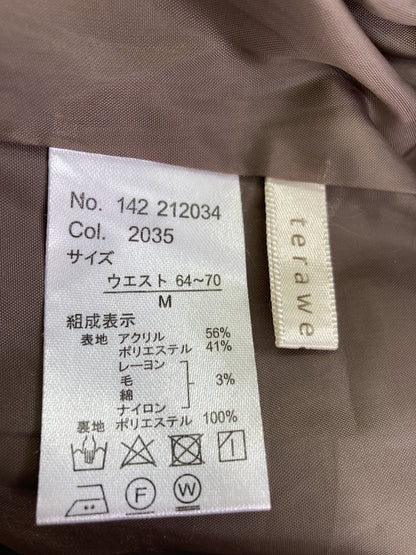 No. 142 212034
Col. 2035
サイズ
ウエスト 64~70
M
組成表示
表地 アクリル 56%
ポリエステル 41%
レーヨン
毛
綿
ナイロン
3%
裏地 ポリエステル 100%
F
W
terawe